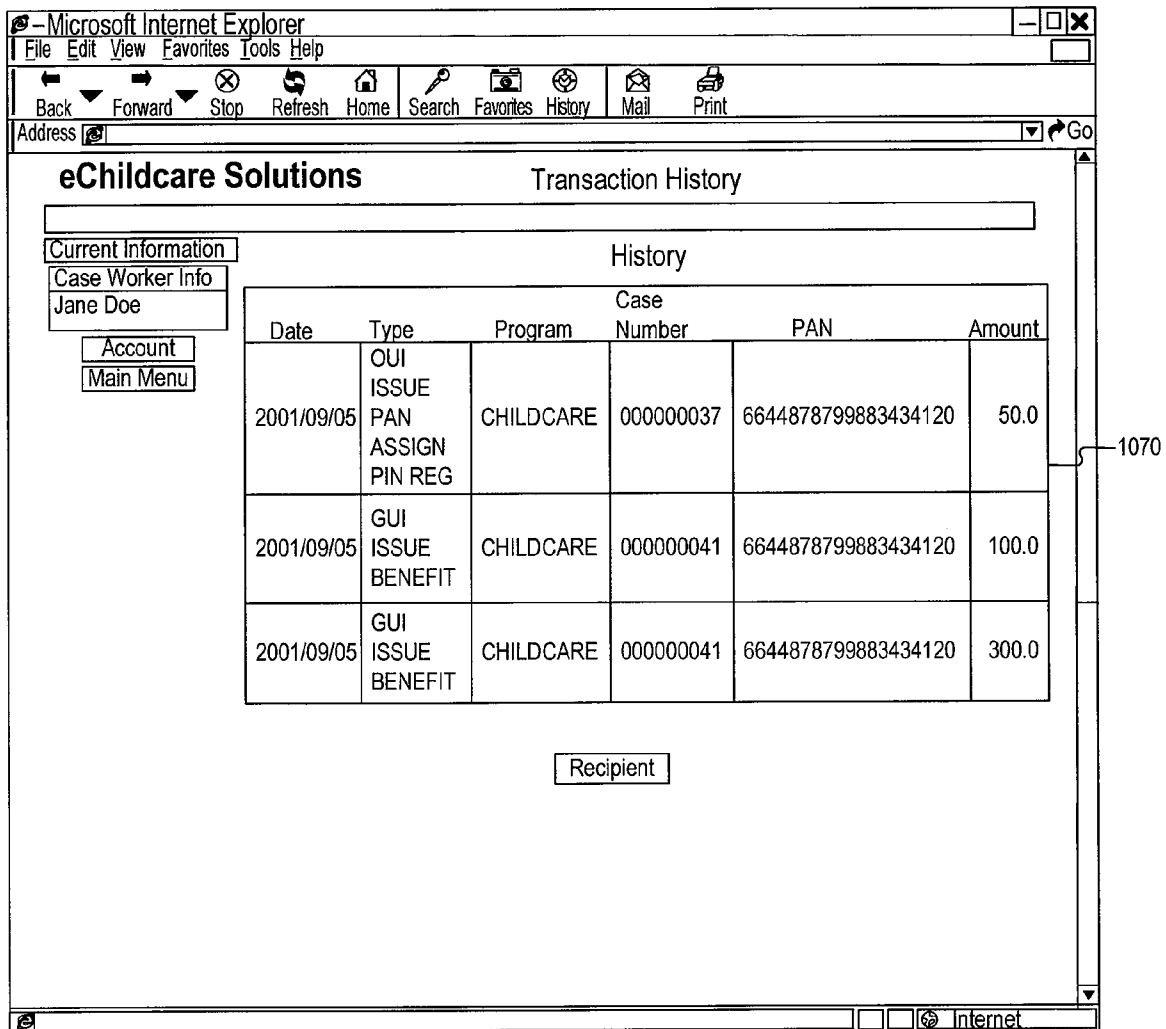 –Microsoft Internet Explorer
File Edit View Favorites Tools Help
Back Forward Stop Refresh Home Search Favorites History Mail Print
Address Go
eChildcare Solutions Transaction History
Current Information
Case Worker Info
Jane Doe
Account
Main Menu
History
Date Type Program Case Number PAN Amount
2001/09/05 OUI ISSUE PAN ASSIGN PIN REG CHILDCARE 000000037 6644878799883434120 50.0
2001/09/05 GUI ISSUE BENEFIT CHILDCARE 000000041 6644878799883434120 100.0
2001/09/05 GUI ISSUE BENEFIT CHILDCARE 000000041 6644878799883434120 300.0
1070
Recipient
Internet